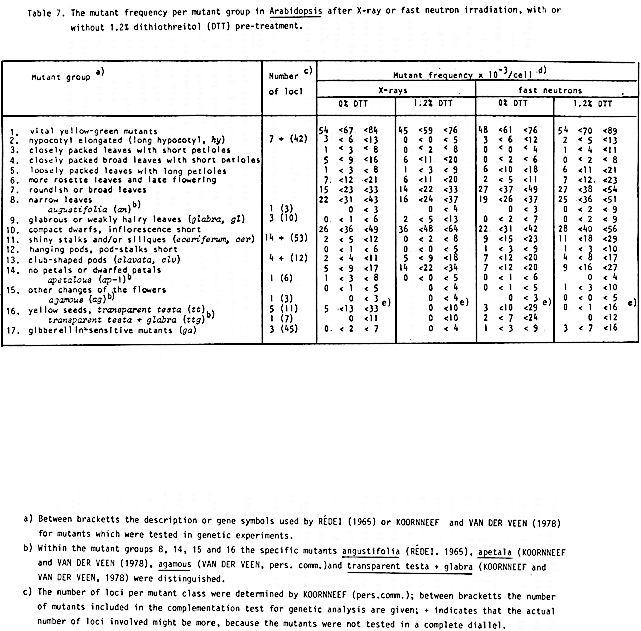 Table 7. The mutant frequency per mutant group in Arabidopsis after X-ray or fast neutron irradiation, with or
without 1.2% dithiothreitol (DTT) pre-treatment.
Mutant group a) Number c) Mutant frequency x 10-3/cell d)
of loci X-rays fast neutrons
0% DTT 1.2% DTT 0% DTT 1.2% DTT
1. vital yellow-green mutants 54 <67 <84 45 <59 <76 48 <61 <76 54 <70 <89
2. hypocotyl elongated (long hypocotyl, hy) 7 + (42) 3 < 6 <13 0 < 0 < 5 3 < 6 <12 2 < 5 <13
3. closely packed leaves with short petioles 1 < 3 < 8 0 < 2 < 8 0 < 0 < 4 1 < 4 <11
4. closely packed broad leaves with short petioles 5 < 9 <16 6 <11 <20 0 < 2 < 6 0 < 2 < 8
5. loosely packed leaves with long petioles 1 < 3 < 8 1 < 3 < 9 6 <10 <18 6 <11 <21
6. more rosette leaves and late flowering 7 <12 <21 6 <11 <20 2 < 5 <11 7 <12 <23
7. roundish or broad leaves 15 <23 <33 14 <22 <33 27 <37 <49 27 <38 <54
8. narrow leaves 22 <31 <43 16 <24 <37 19 <26 <37 25 <36 <51
augustifolia (an)b) 1 (3) 0 < 3 0 < 4 0 < 3 0 < 2 < 9
9. glabrous or weakly hairy leaves (glabra, gl) 3 (10) 0 < 1 < 6 2 < 5 <13 0 < 2 < 7 0 < 2 < 9
10. compact dwarfs, inflorescence short 26 <36 <49 36 <48 <64 22 <31 <42 28 <40 <56
11. shiny stalks and/or siliques (eceriferum, cer) 14 + (53) 2 < 5 <12 0 < 2 < 8 9 <15 <23 11 <18 <29
12. hanging pods, pod-stalks short 0 < 1 < 6 0 < 0 < 5 1 < 3 < 9 1 < 3 <10
13. club-shaped pods (clavata, clv) 4 + (12) 2 < 4 <11 5 < 9 <18 7 <12 <20 4 < 8 <17
14. no petals or dwarfed petals 5 < 9 <17 14 <22 <34 7 <12 <20 9 <16 <27
apetalous (ap-1)b 1 (6) 1 < 3 < 8 0 < 0 < 5 0 < 1 < 6 0 < 4
15. other changes of the flowers 0 < 1 < 5 0 < 4 0 < 1 < 5 1 < 3 <10
agamous (ag)b) 1 (3) 0 < 3 e) 0 < 4 e) 0 < 3 e) 0 < 0 < 5 e)
16. yellow seeds, transparent testa (tt) 5 (11) 5 <13 <33 0 <10 3 <10 <29 0 < 1 <16
transparent testa + glabra (ttg)b) 1 (7) 0 <11 0 <10 2 < 7 <24 0 <12
17. gibberellin-sensitive mutants (ga) 3 (45) 0 < 2 < 7 0 < 4 1 < 3 < 9 3 < 7 <16
a) Between bracketts the description or gene symbols used by RÉDEI (1965) or KOORNNEEF and VAN DER VEEN (1978)
for mutants which were tested in genetic experiments.
b) Within the mutant groups 8, 14, 15 and 16 the specific mutants angustifolia (RÉDEI. 1965), apetala (KOORNNEEF
and VAN DER VEEN (1978), agamous (VAN DER VEEN, pers. comm.)and transparent testa + glabra (KOORNNEEF and
VAN DER VEEN, 1978) were distinguished.
c) The number of loci per mutant class were determined by KOORNNEEF (pers.comm.); between bracketts the number
of mutants included in the complementation test for genetic analysis are given; + indicates that the actual
number of loci involved might be more, because the mutants were not tested in a complete diallel.